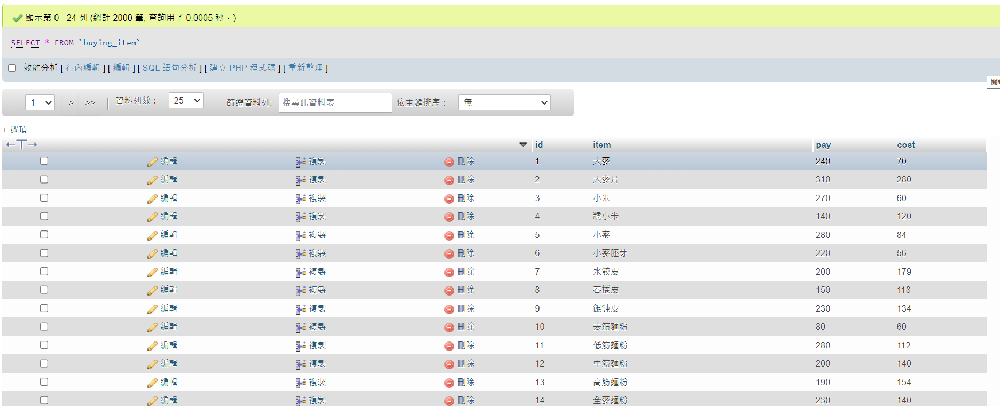 顯示第 0 - 24 列 (總計 2000 筆, 查詢用了 0.0005 秒。)
SELECT * FROM `buying_item`
效能分析 [ 行內編輯 ] [ 編輯 ] [ SQL 語句分析 ] [ 建立 PHP 程式碼 ] [ 重新整理 ]
1 > >> | 資料列數： 25 篩選資料列: 搜尋此資料表 依主鍵排序： 無
+ 選項
←T→ id item pay cost
編輯 複製 刪除 1 大麥 240 70
編輯 複製 刪除 2 大麥片 310 280
編輯 複製 刪除 3 小米 270 60
編輯 複製 刪除 4 糯小米 140 120
編輯 複製 刪除 5 小麥 280 84
編輯 複製 刪除 6 小麥胚芽 220 56
編輯 複製 刪除 7 水餃皮 200 179
編輯 複製 刪除 8 春捲皮 150 118
編輯 複製 刪除 9 餛飩皮 230 134
編輯 複製 刪除 10 去筋麵粉 80 60
編輯 複製 刪除 11 低筋麵粉 280 112
編輯 複製 刪除 12 中筋麵粉 200 140
編輯 複製 刪除 13 高筋麵粉 190 154
編輯 複製 刪除 14 全麥麵粉 230 140